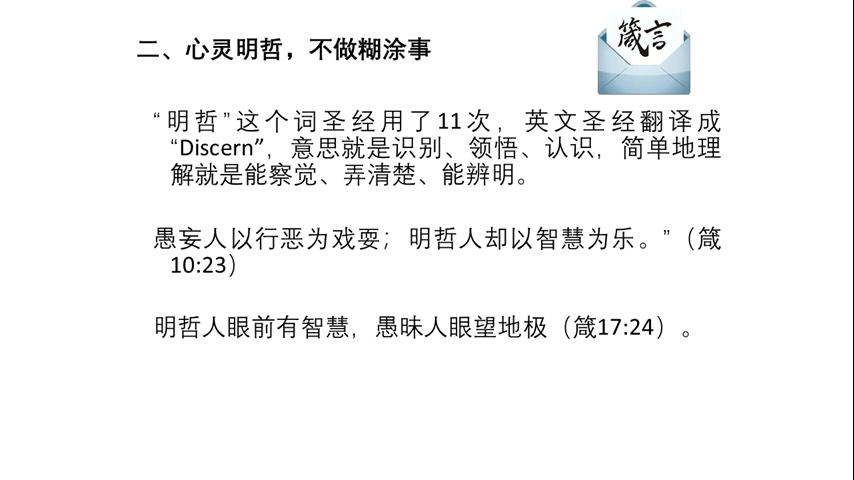 箴言
二、心灵明哲，不做糊涂事
“明哲”这个词圣经用了11次，英文圣经翻译成
“Discern”，意思就是识别、领悟、认识，简单地理
解就是能察觉、弄清楚、能辨明。
愚妄人以行恶为戏耍；明哲人却以智慧为乐。”（箴
10:23）
明哲人眼前有智慧，愚昧人眼望地极（箴17:24）。